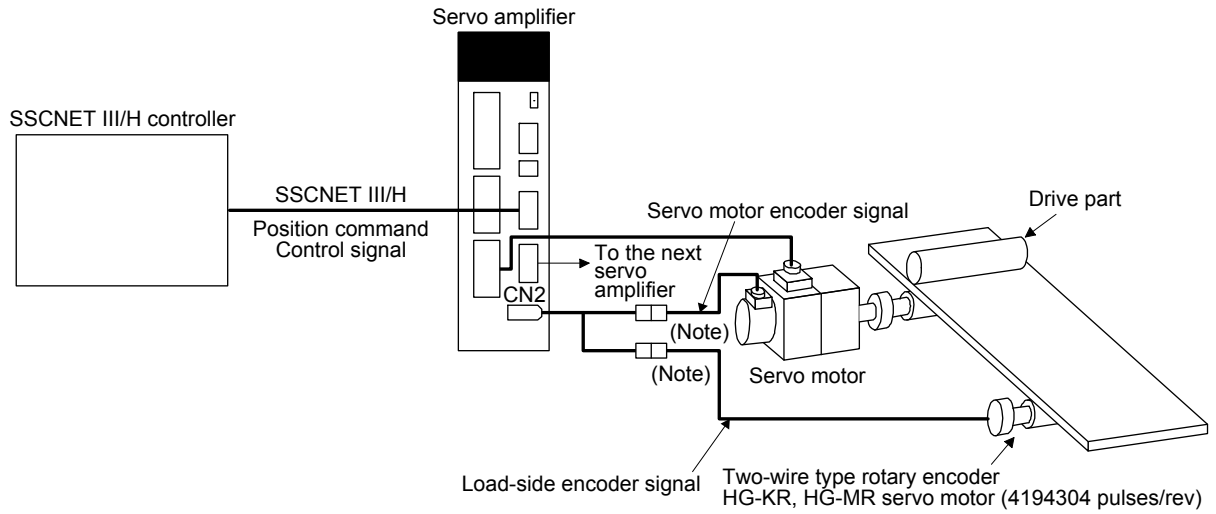 Servo amplifier
SSCNET III/H controller
SSCNET III/H
Position command
Control signal
Servo motor encoder signal
Drive part
To the next
servo
amplifier
CN2
(Note)
(Note)
Servo motor
Load-side encoder signal
Two-wire type rotary encoder
HG-KR, HG-MR servo motor (4194304 pulses/rev)